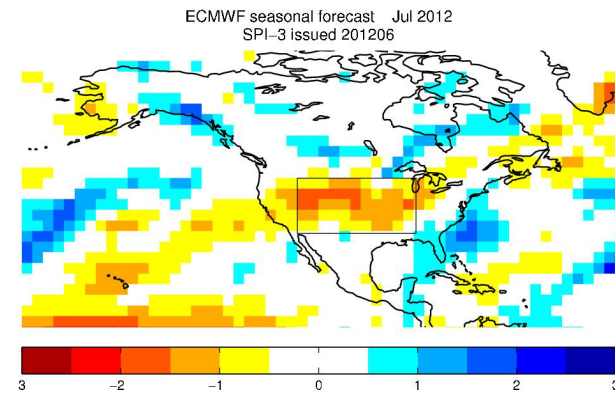 ECMWF seasonal forecast Jul 2012
SPI−3 issued 201206
3 −2 −1 0 1 2 3